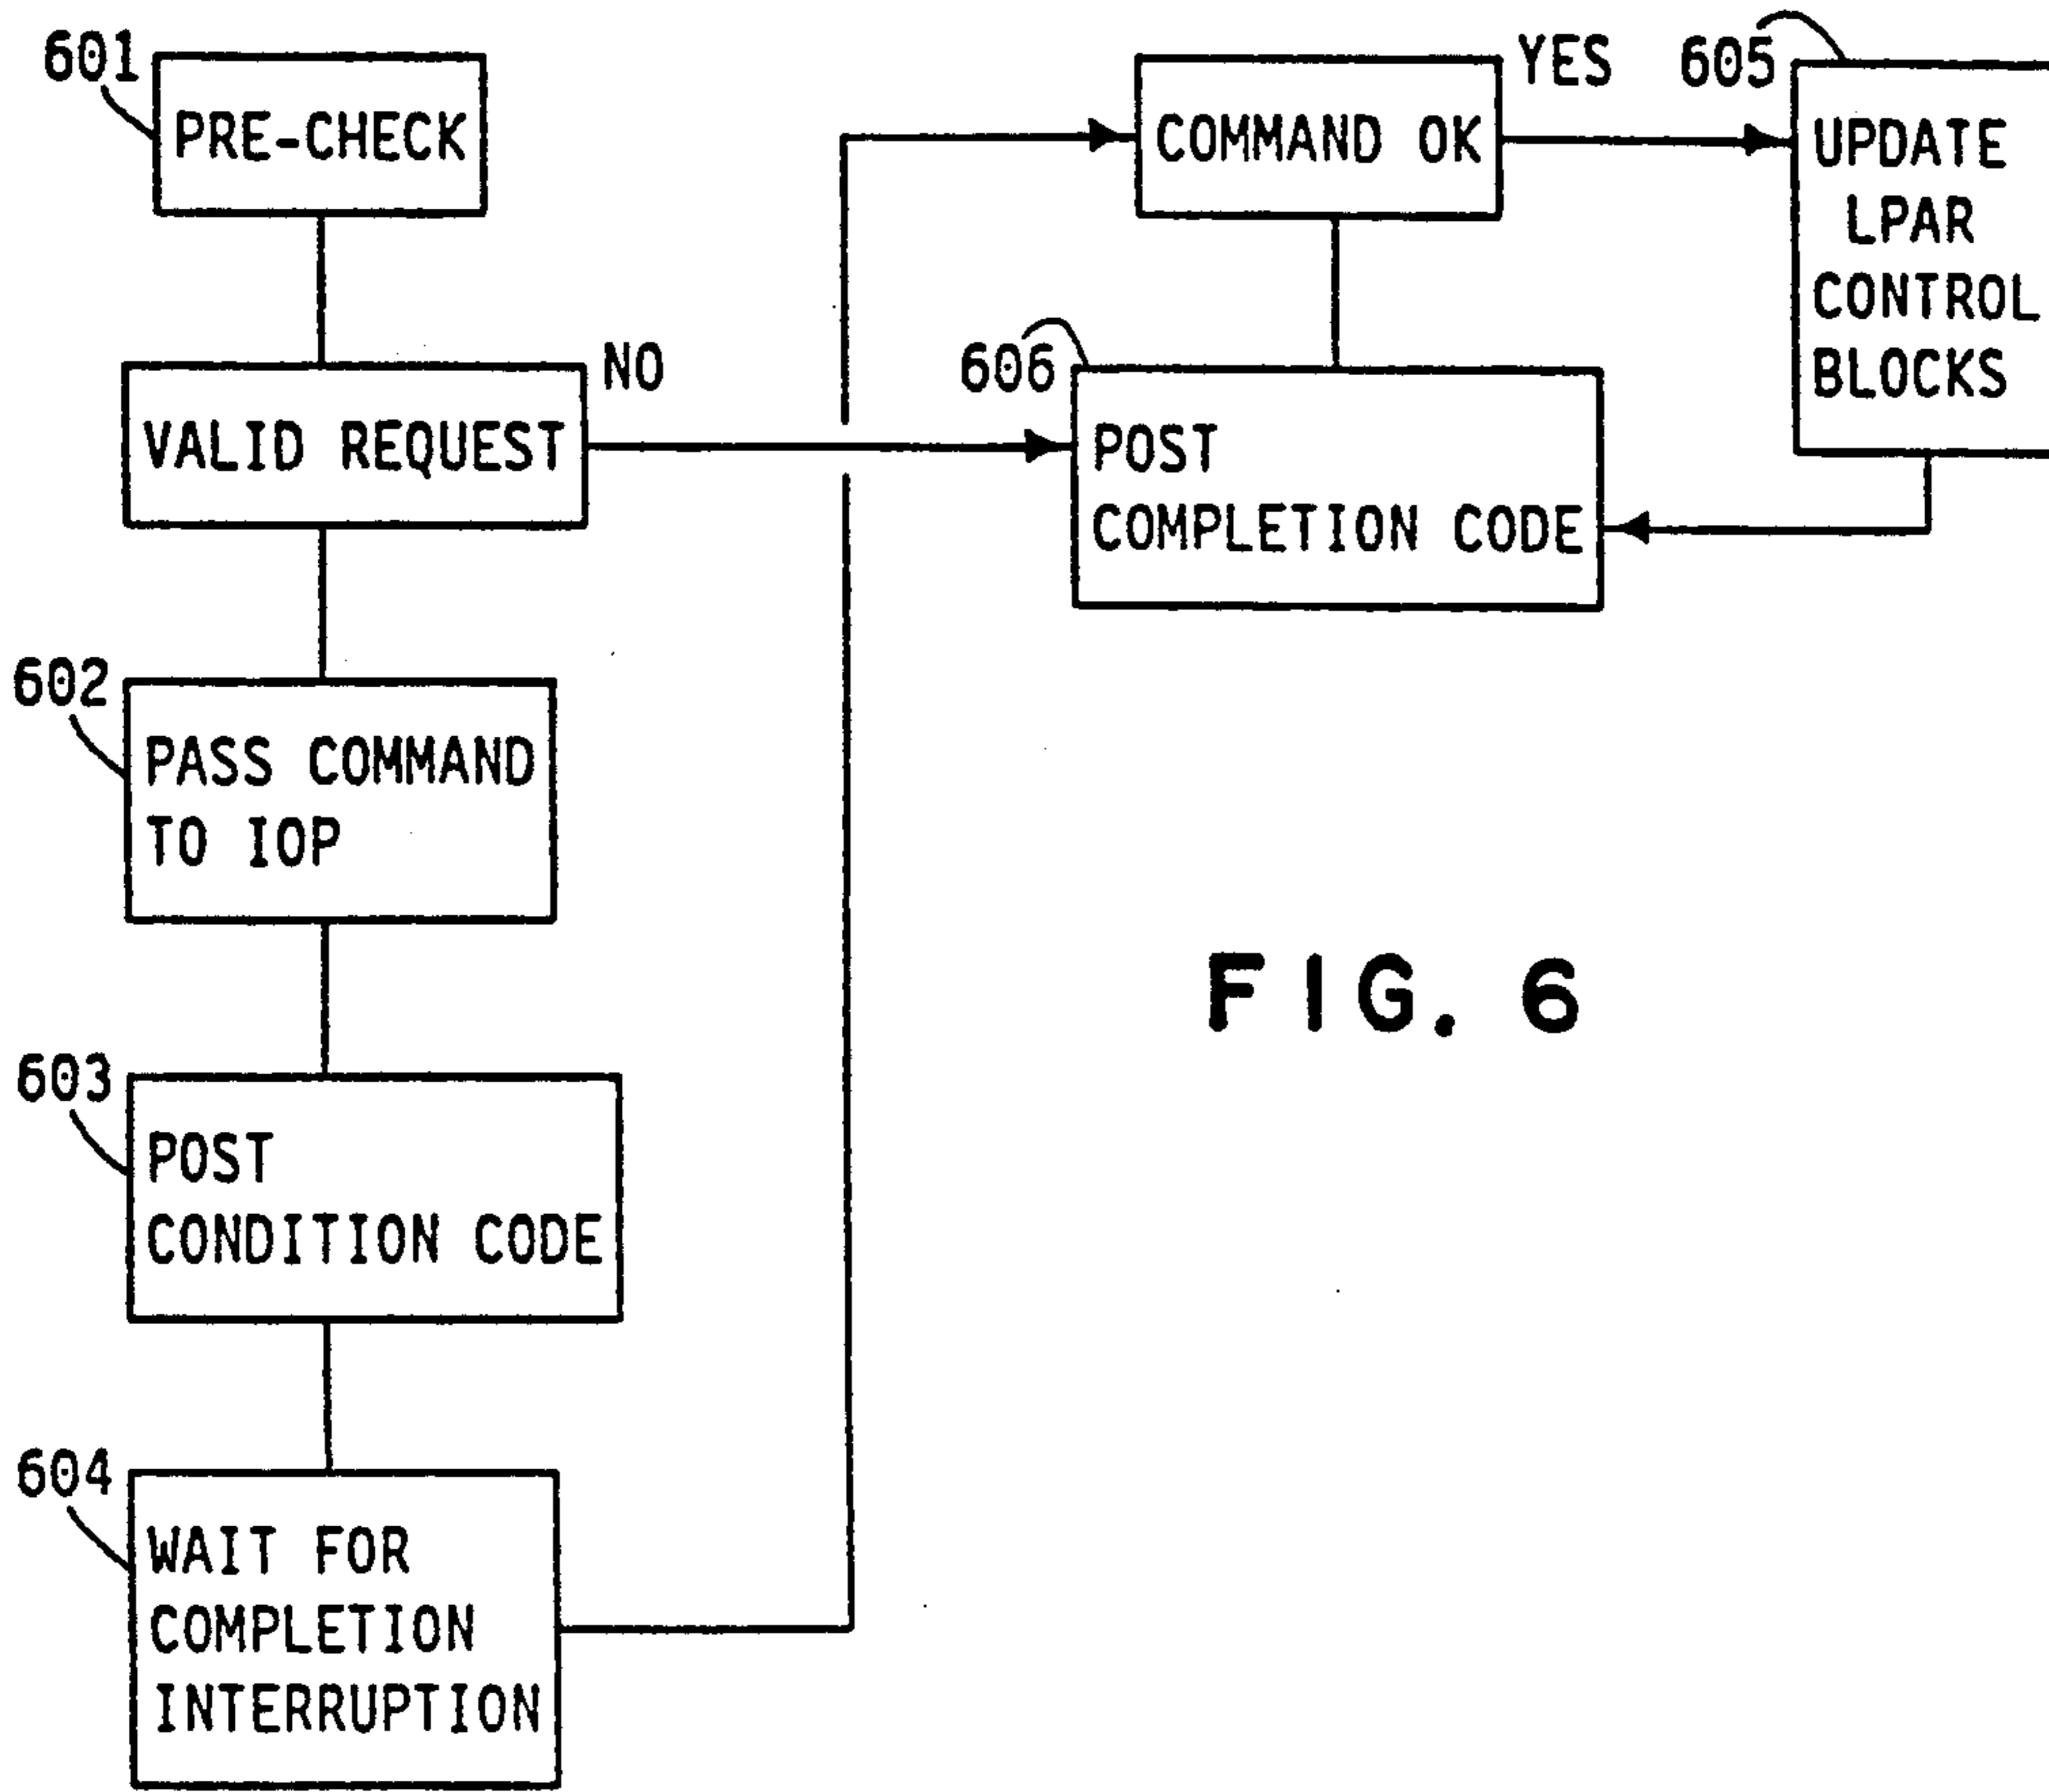 601
PRE-CHECK
VALID REQUEST
NO
602
PASS COMMAND
TO IOP
603
POST
CONDITION CODE
604
WAIT FOR
COMPLETION
INTERRUPTION
COMMAND OK
YES
605
UPDATE
LPAR
CONTROL
BLOCKS
606
POST
COMPLETION CODE
FIG. 6